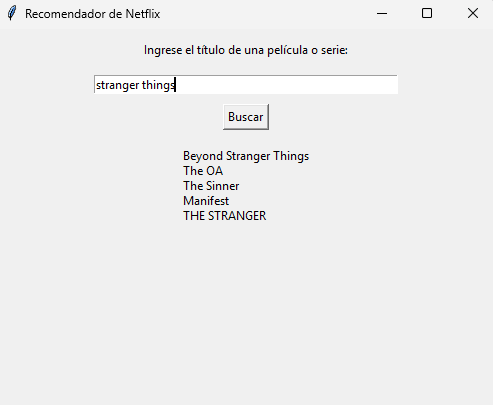 Recomendador de Netflix
Ingrese el título de una película o serie:
stranger things
Buscar
Beyond Stranger Things
The OA
The Sinner
Manifest
THE STRANGER